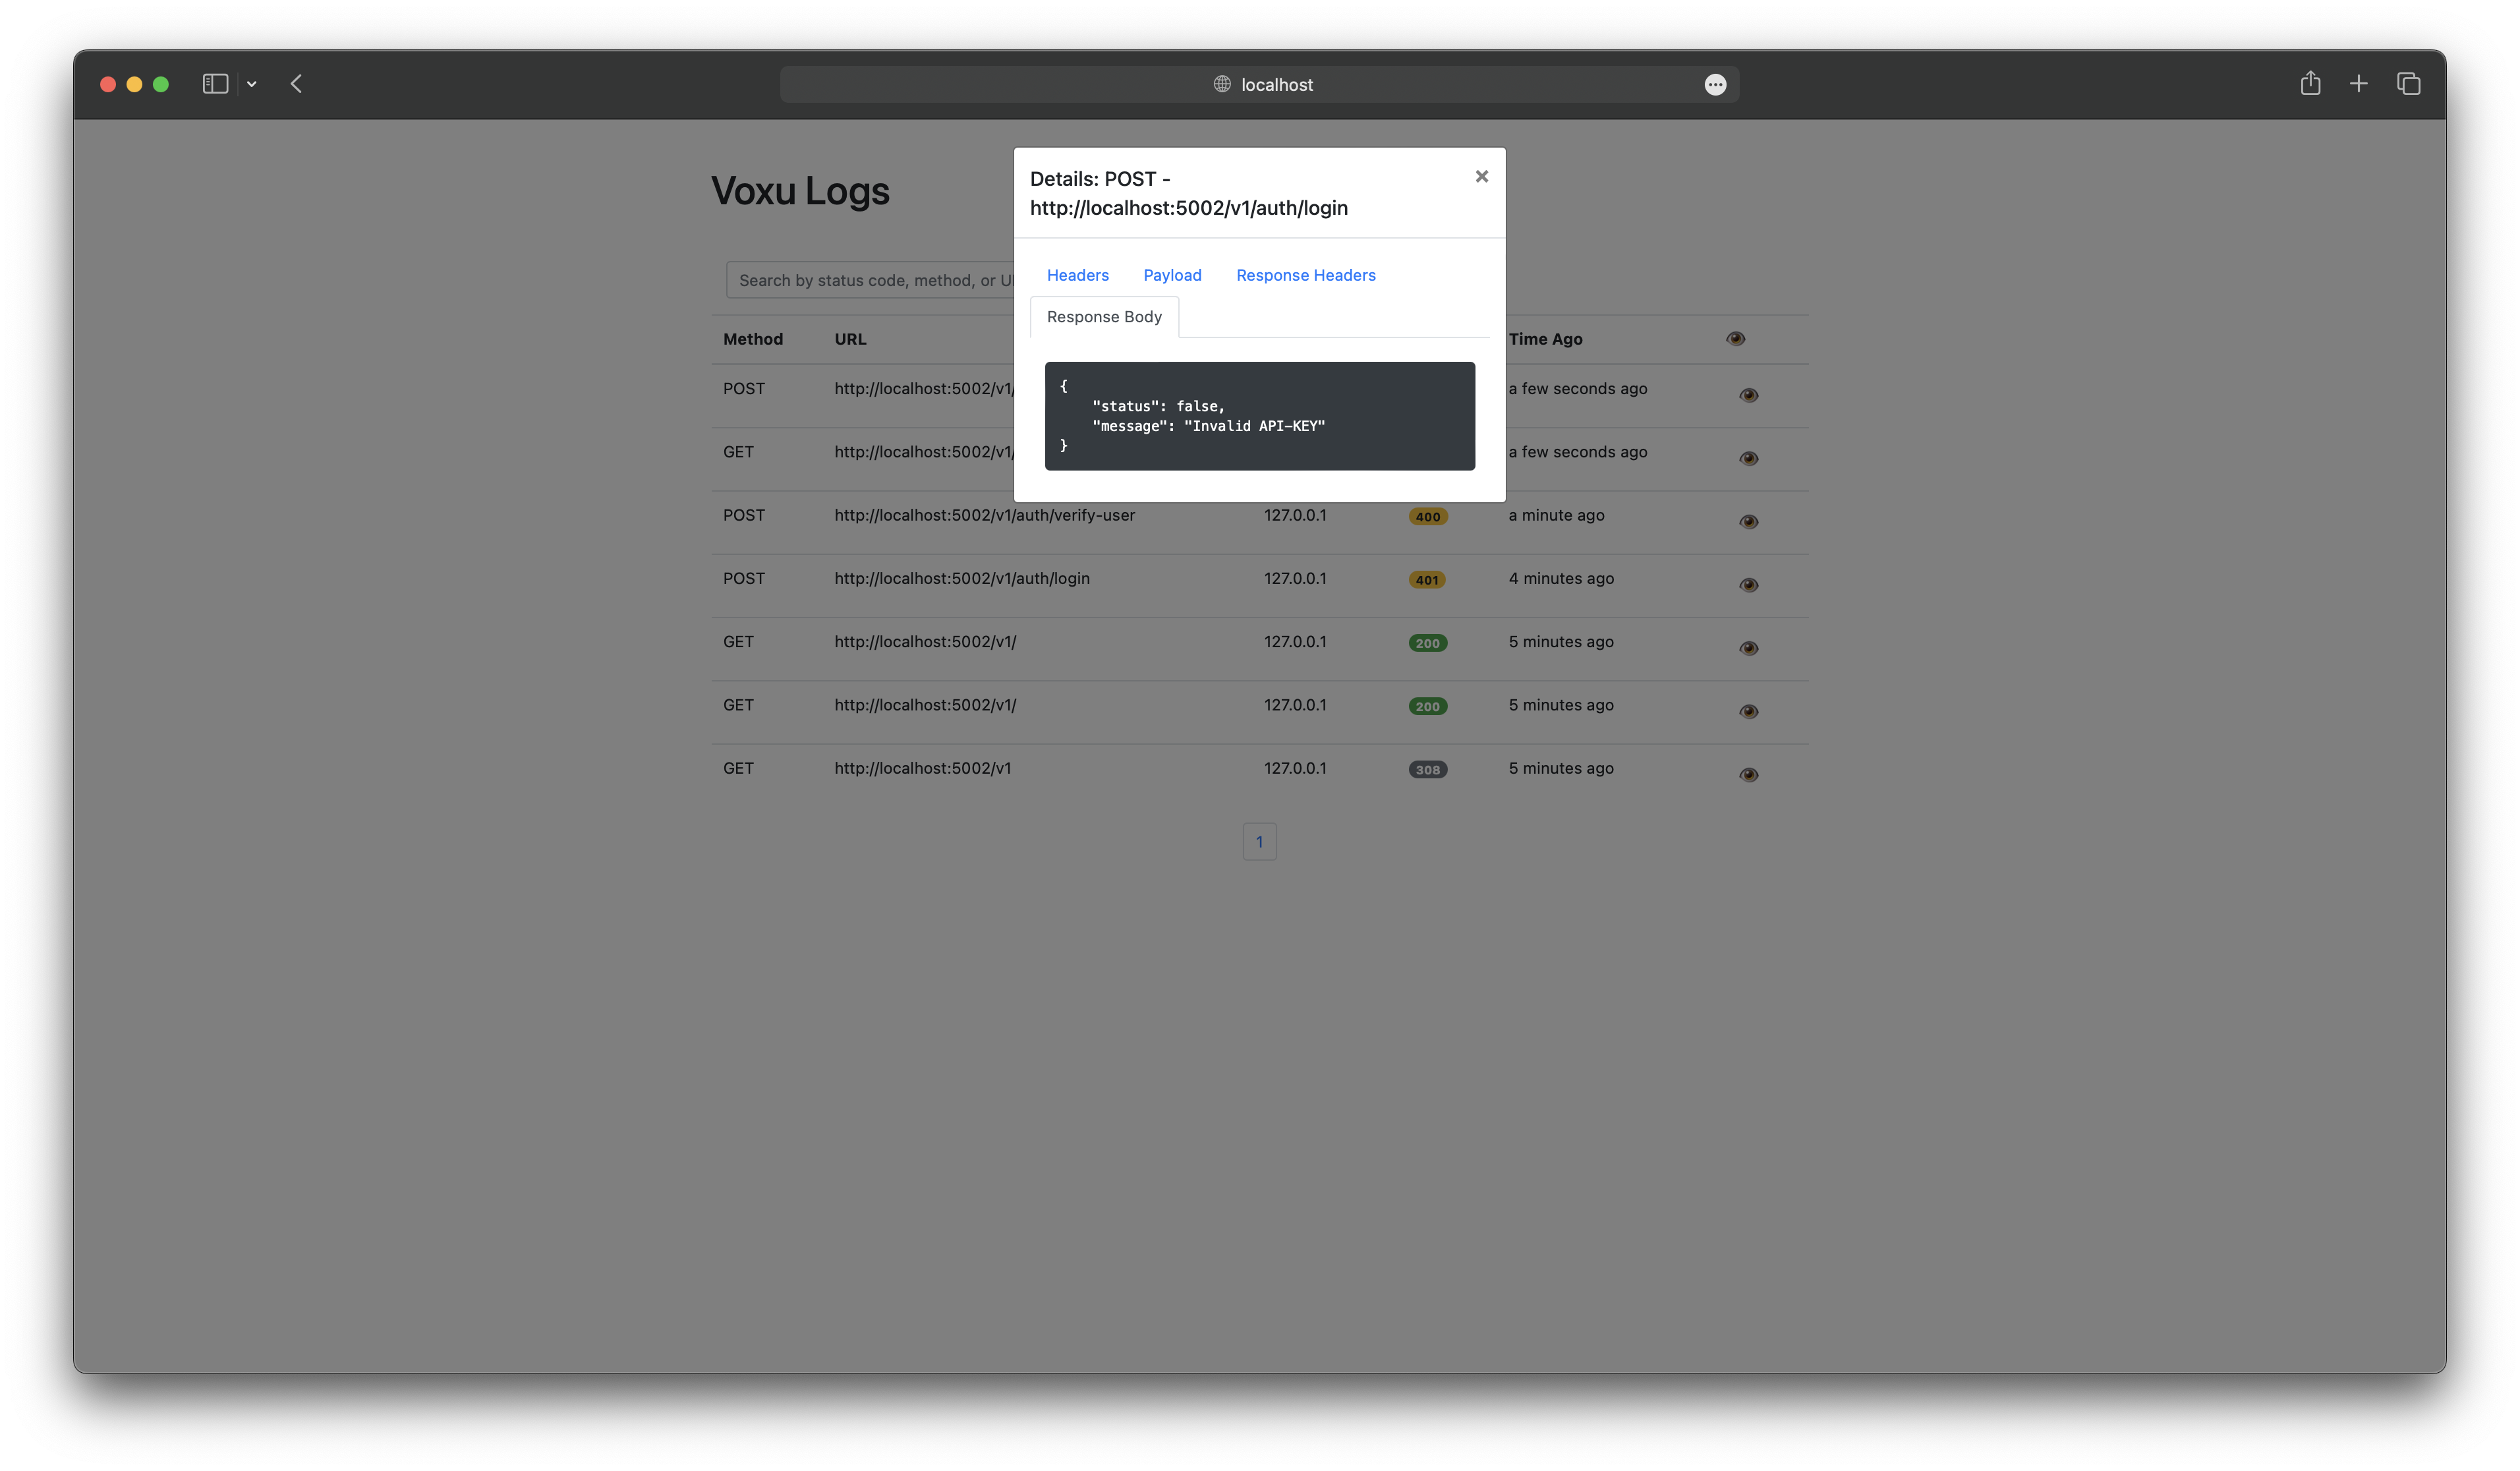 localhost
Voxu Logs
Details: POST -
http://localhost:5002/v1/auth/login
×
Headers Payload Response Headers
Response Body
{
"status": false,
"message": "Invalid API-KEY"
}
Search by status code, method, or
Method URL Time Ago
POST http://localhost:5002/v1/ a few seconds ago
GET http://localhost:5002/v1/ a few seconds ago
POST http://localhost:5002/v1/auth/verify-user 127.0.0.1 400 a minute ago
POST http://localhost:5002/v1/auth/login 127.0.0.1 401 4 minutes ago
GET http://localhost:5002/v1/ 127.0.0.1 200 5 minutes ago
GET http://localhost:5002/v1/ 127.0.0.1 200 5 minutes ago
GET http://localhost:5002/v1 127.0.0.1 308 5 minutes ago
1